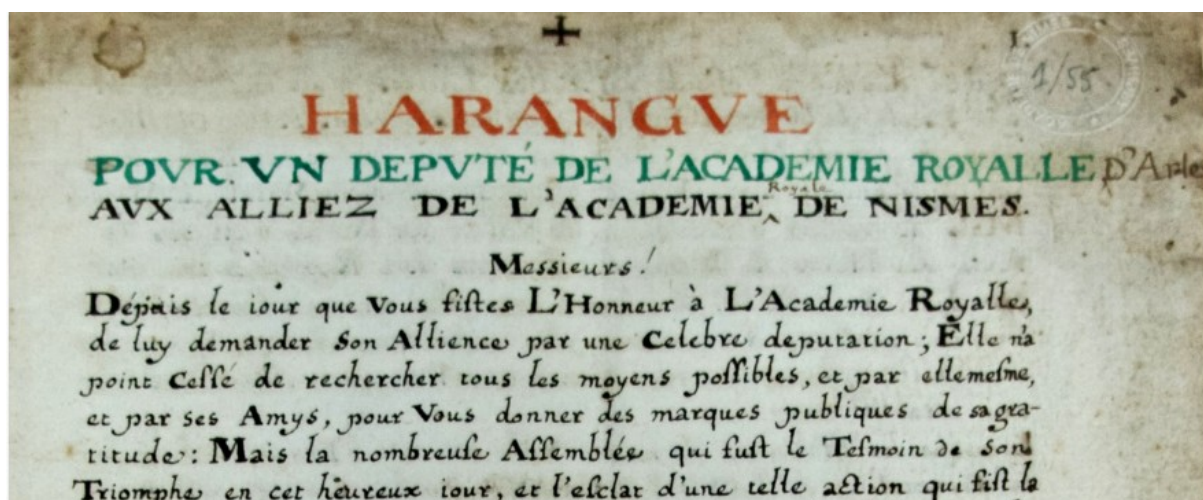 1.
1/55.
HARANGVE
POVR VN DEPVTÉ DE L'ACADEMIE ROYALLE D'Arles
AVX ALLIEZ DE L'ACADEMIE ^Royale DE NISMES.
Messieurs!
Dépuis le iour que Vous fistes L'Honneur à L'Academie Royalle,
de luy demander Son Allience par une Celebre deputation; Elle n'a
point Cessé de rechercher tous les moyens possibles, et par ellemesme,
et par ses Amys, pour Vous donner des marques publiques de sa gra-
titude: Mais la nombreuse Assemblée qui fust le Tesmoin de Son
Triomphe en cet heureux iour, et l'esclat d'une telle action qui fist la